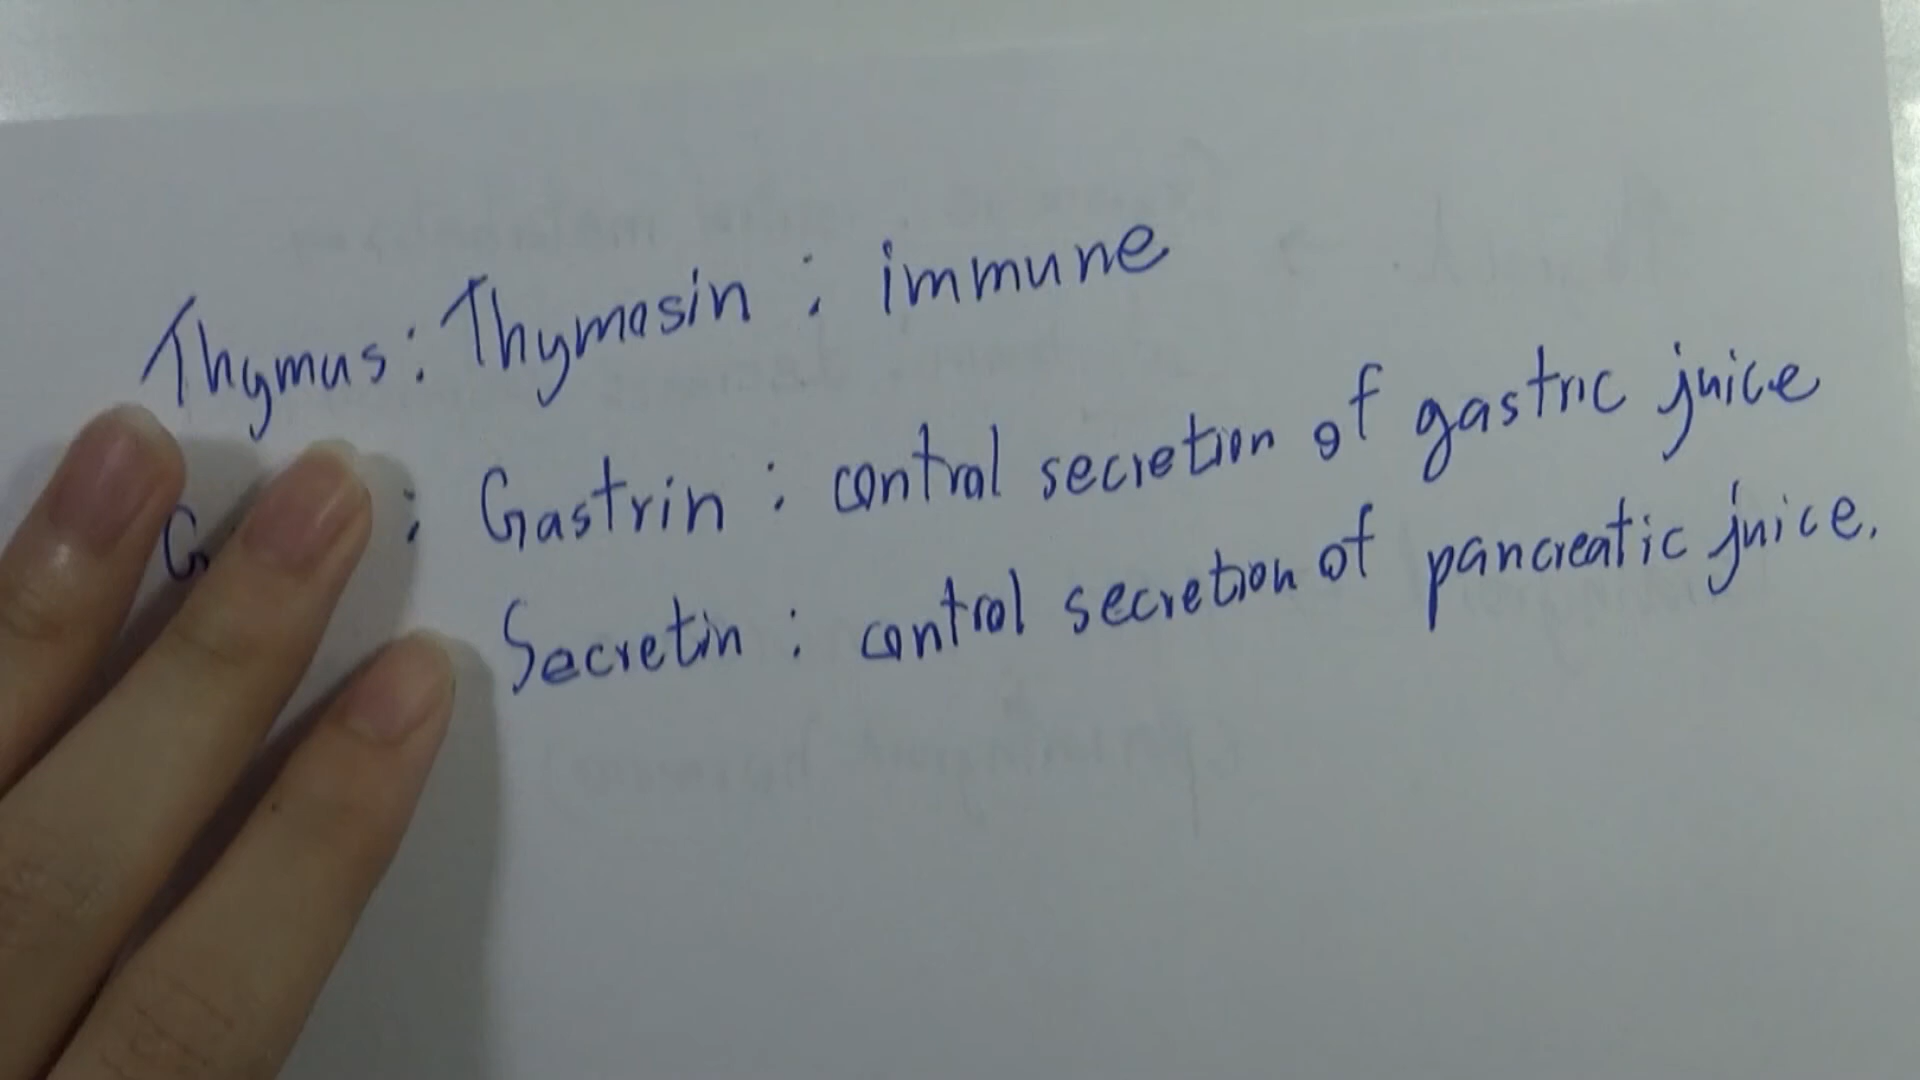 Thymus : Thymosin : immune
: Gastrin : control secretion of gastric juice
Secretin : control secretion of pancreatic juice.